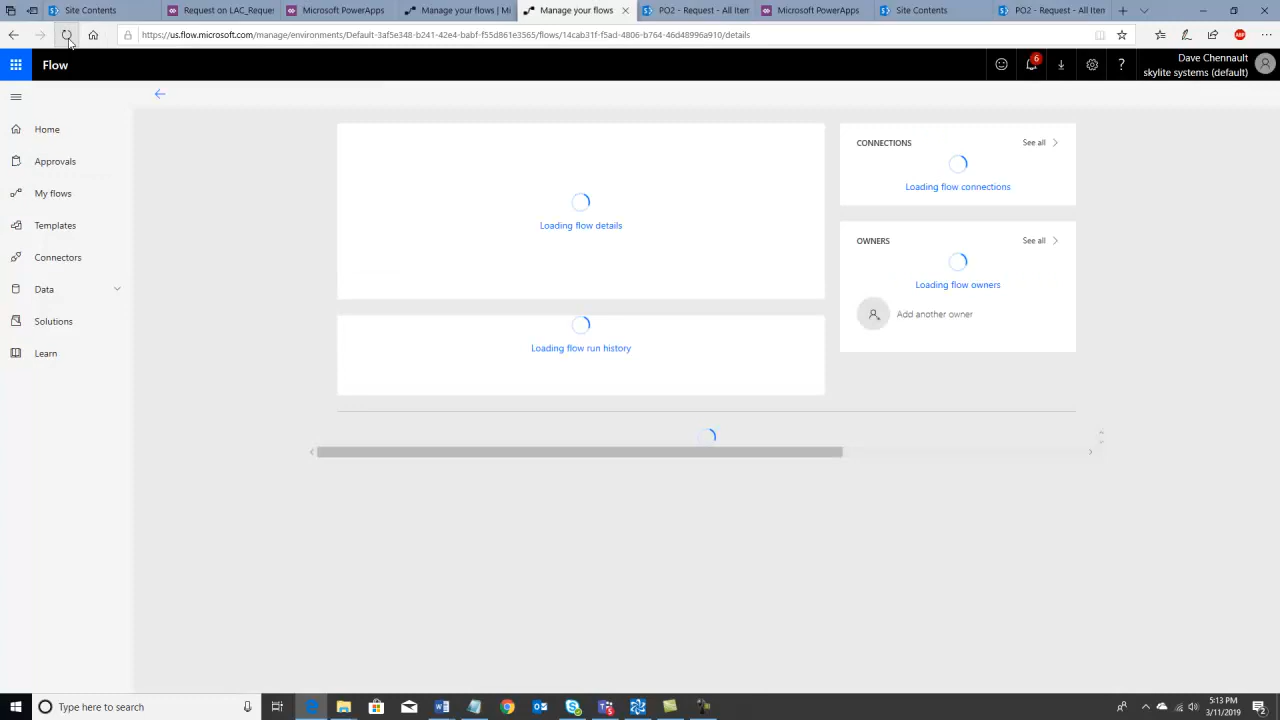 Site Contents
Request on LAC_Reques
Microsoft PowerApps
Manage your flows | Mi
Manage your flows
PO2 - Request - All Item
Microsoft PowerApps
Site Contents
PO2 - Request - All Item
https://us.flow.microsoft.com/manage/environments/Default-3af5e348-b241-42e4-babf-f55d861e3565/flows/14cab31f-f5ad-4806-b764-46d48996a910/details
ABP
Flow
6
?
Dave Chennault
skylite systems (default)
Home
Approvals
My flows
Templates
Connectors
Data
Solutions
Learn
Loading flow details
Loading flow run history
CONNECTIONS
See all
Loading flow connections
OWNERS
See all
Loading flow owners
Add another owner
Type here to search
5:13 PM
3/11/2019